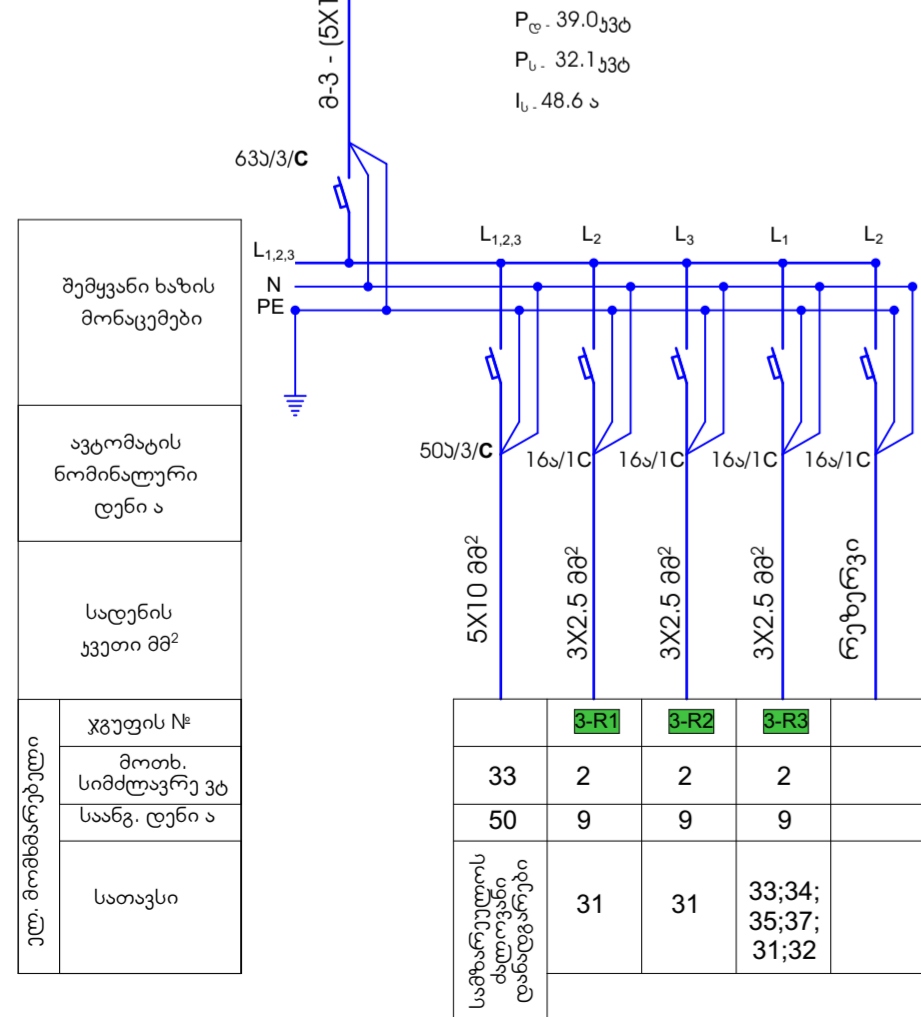 მ-3 - (5X1
Pდ - 39.0კვტ
Pს - 32.1კვტ
Iს - 48.6 ა
63ა/3/C
შემყვანი ხაზის
მონაცემები
L1,2,3
N
PE
L1,2,3 L2 L3 L1 L2
ავტომატის
ნომინალური
დენი ა
50ა/3/C 16ა/1C 16ა/1C 16ა/1C 16ა/1C
სადენის
კვეთი მმ²
5X10 მმ² 3X2.5 მმ² 3X2.5 მმ² 3X2.5 მმ² რეზერვი
ელ. მომხმარებელი
ჯგუფის № 3-R1 3-R2 3-R3
მოთხ.
სიმძლავრე ვტ 33 2 2 2
საანგ. დენი ა 50 9 9 9
სათავსი
სამზარეულოს
ძალოვანი
დანადგარები
31
31
33;34;
35;37;
31;32